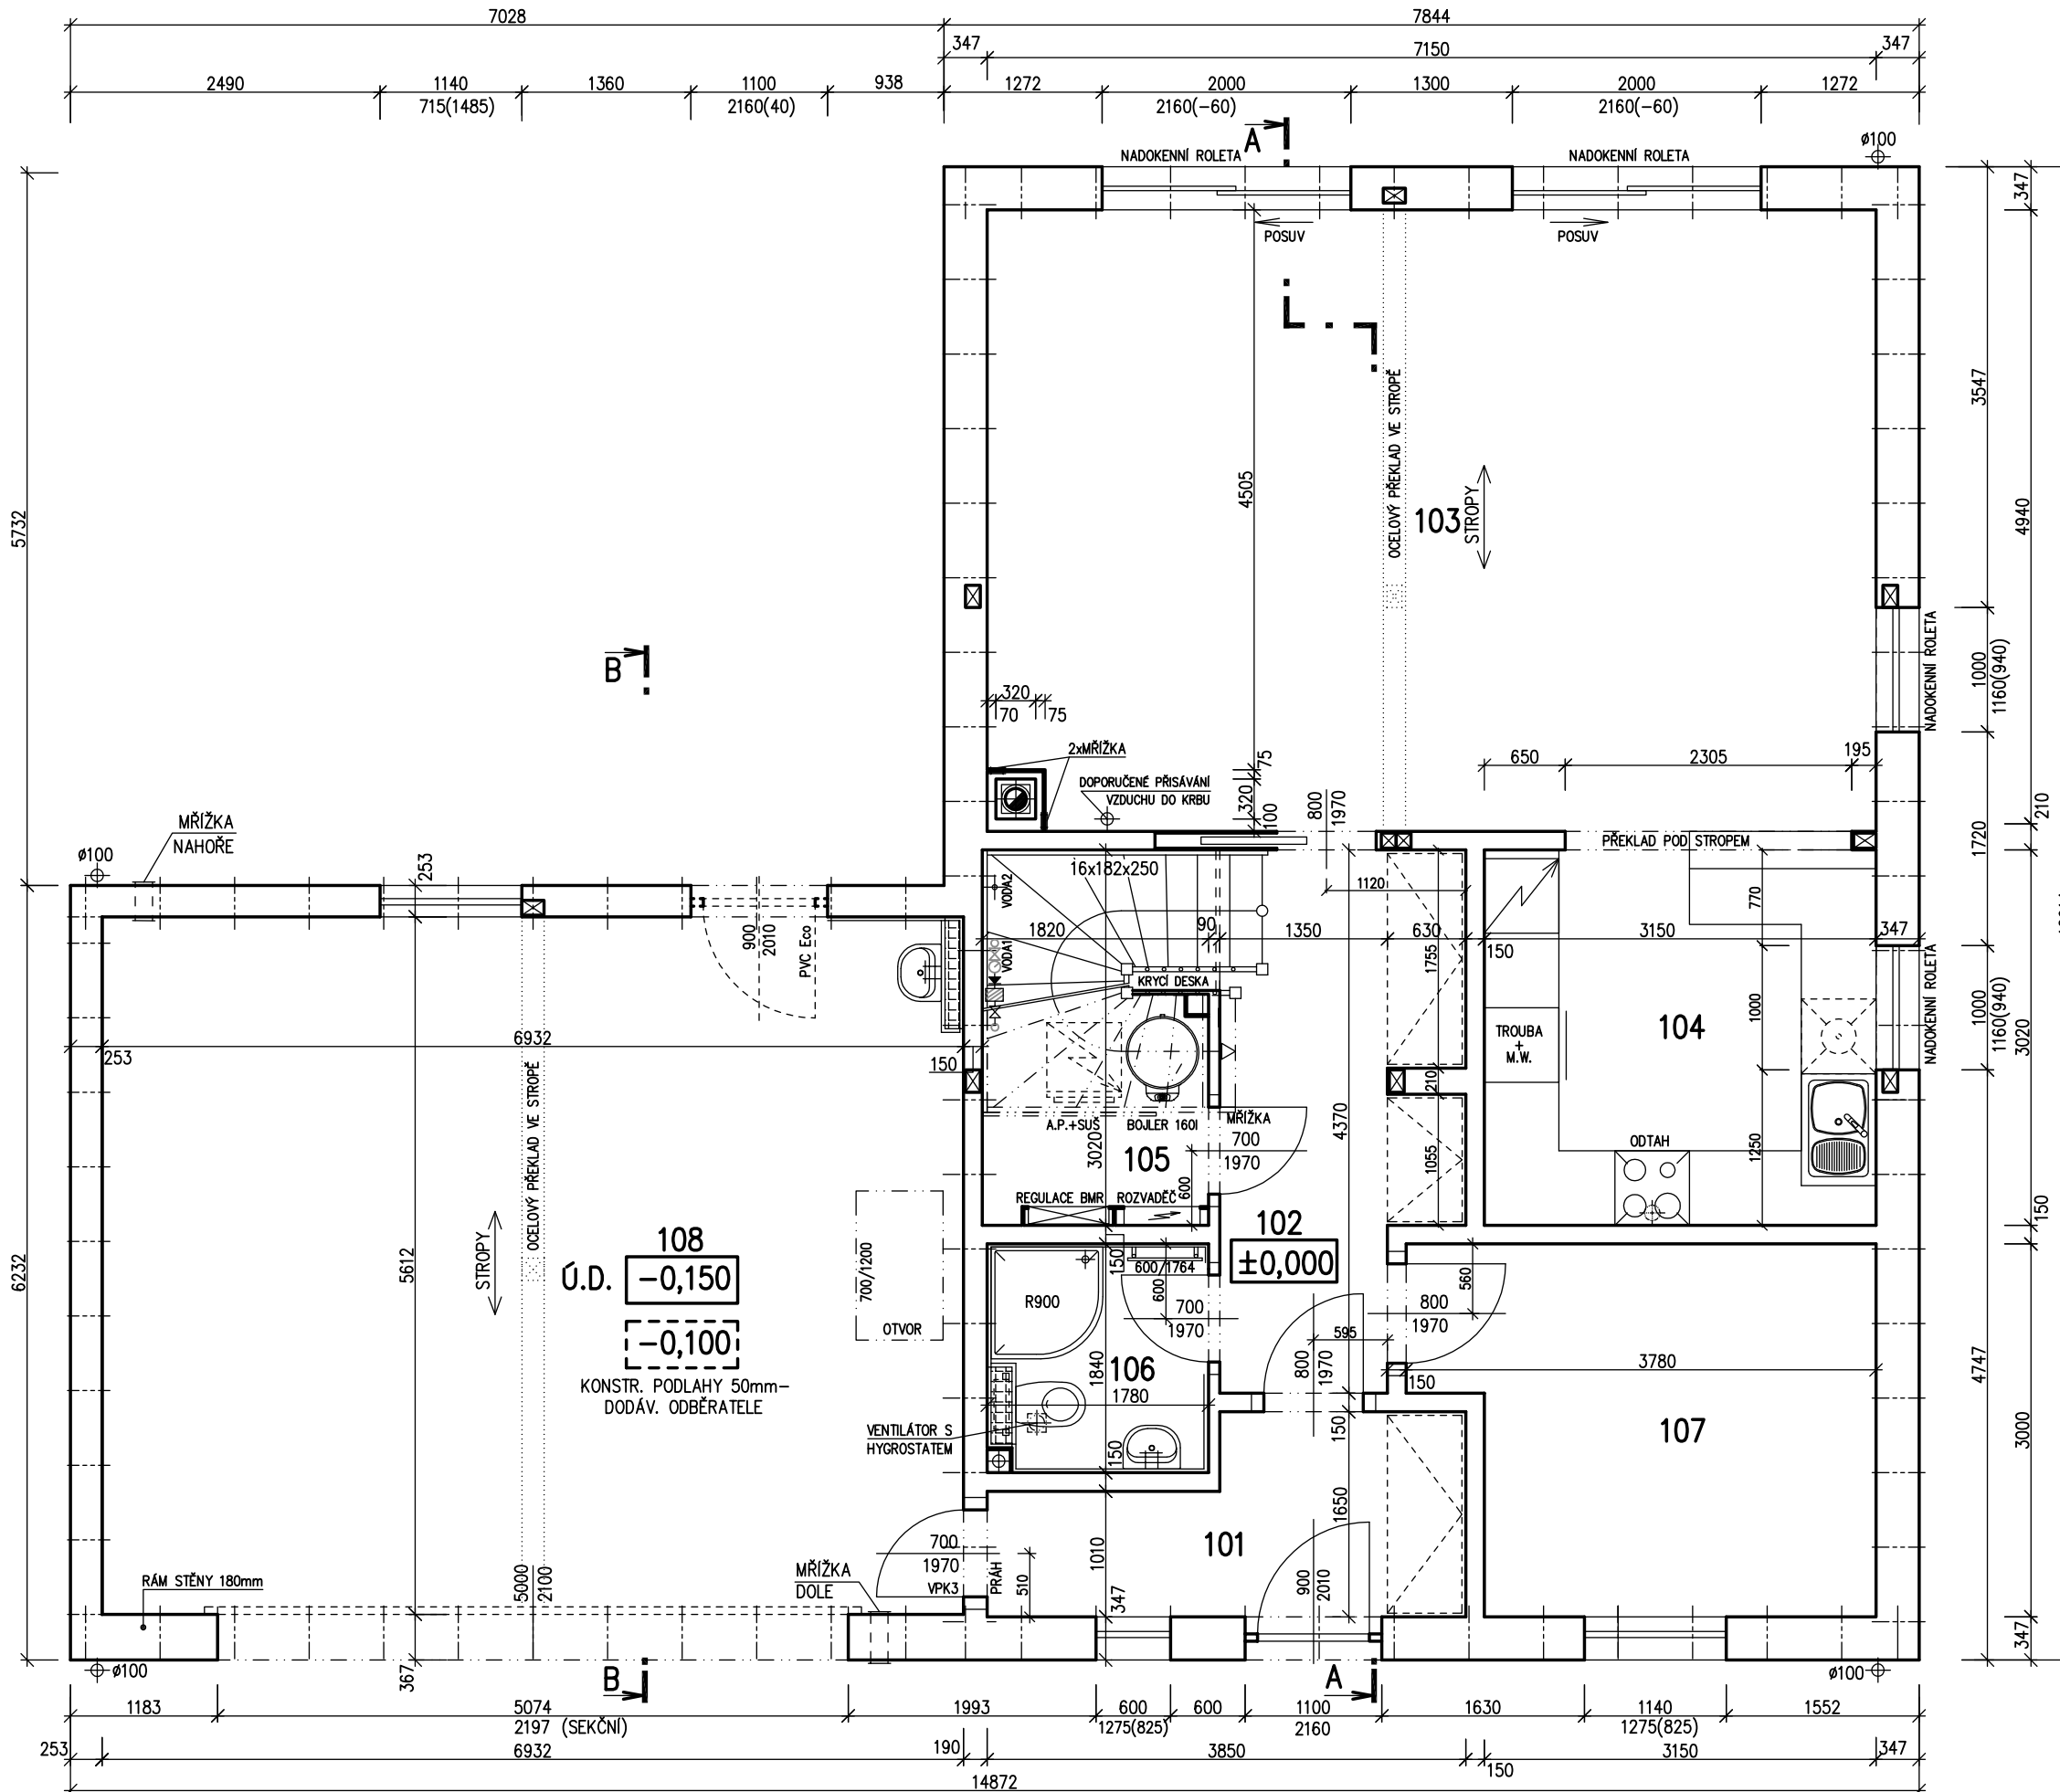 7028
7844
347
7150
347
2490
1140
1360
1100
938
1272
2000
1300
2000
1272
715(1485)
2160(40)
2160(-60)
2160(-60)
A
ø100
NADOKENNÍ ROLETA
NADOKENNÍ ROLETA
347
POSUV
POSUV
3547
OCELOVÝ PŘEKLAD VE STROPĚ
4505
103
STROPY
4940
5732
B
1000
1160(940)
NADOKENNÍ ROLETA
320
70
75
2xMŘÍŽKA
75
650
2305
195
DOPORUČENÉ PŘISÁVÁNÍ
VZDUCHU DO KRBU
320
100
800
1970
210
1720
MŘÍŽKA
NAHOŘE
ø100
253
PŘEKLAD POD STROPEM
16x182x250
VODA2
1120
770
900
2010
PVC Eco
VODA1
1820
90
1350
630
1755
150
3150
347
KRYCÍ DESKA
1000
1000
1160(940)
3020
NADOKENNÍ ROLETA
104
TROUBA
+
M.W.
6932
253
150
210
OCELOVÝ PŘEKLAD VE STROPĚ
A.P.+SUŠ
BOJLER 160l
MŘÍŽKA
700
1970
4370
3020
105
600
1055
ODTAH
1250
150
REGULACE BMR
ROZVADĚČ
102
±0,000
6232
5612
STROPY
108
Ú.D.
-0,150
-0,100
KONSTR. PODLAHY 50mm-
DODÁV. ODBĚRATELE
700/1200
OTVOR
150
600/1764
600
R900
700
1970
560
800
1970
595
800
1970
1840
106
1780
3780
150
4747
VENTILÁTOR S
HYGROSTATEM
150
150
107
3000
1650
101
1010
700
1970
VPK3
PRÁH
510
900
2010
347
MŘÍŽKA
DOLE
RÁM STĚNY 180mm
5000
2100
ø100
367
B
A
ø100
347
1183
5074
1993
600
600
1100
1630
1140
1552
2197 (SEKČNÍ)
1275(825)
2160
1275(825)
253
6932
190
3850
150
3150
347
14872